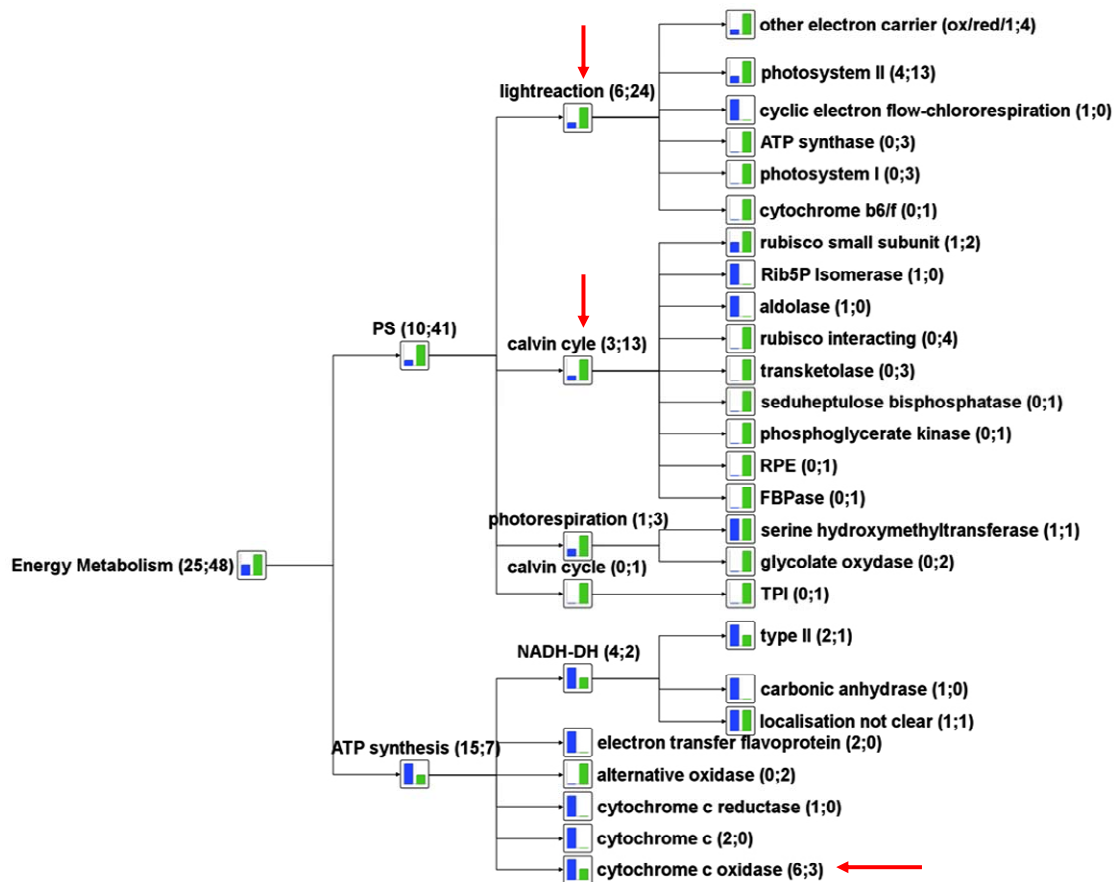 other electron carrier (ox/red/1;4)
photosystem II (4;13)
lightreaction (6;24)
cyclic electron flow-chlororespiration (1;0)
ATP synthase (0;3)
photosystem I (0;3)
cytochrome b6/f (0;1)
rubisco small subunit (1;2)
Rib5P Isomerase (1;0)
aldolase (1;0)
PS (10;41)
calvin cyle (3;13)
rubisco interacting (0;4)
transketolase (0;3)
seduheptulose bisphosphatase (0;1)
phosphoglycerate kinase (0;1)
RPE (0;1)
FBPase (0;1)
photorespiration (1;3)
serine hydroxymethyltransferase (1;1)
Energy Metabolism (25;48)
glycolate oxydase (0;2)
calvin cycle (0;1)
TPI (0;1)
type II (2;1)
NADH-DH (4;2)
carbonic anhydrase (1;0)
localisation not clear (1;1)
ATP synthesis (15;7)
electron transfer flavoprotein (2;0)
alternative oxidase (0;2)
cytochrome c reductase (1;0)
cytochrome c (2;0)
cytochrome c oxidase (6;3)